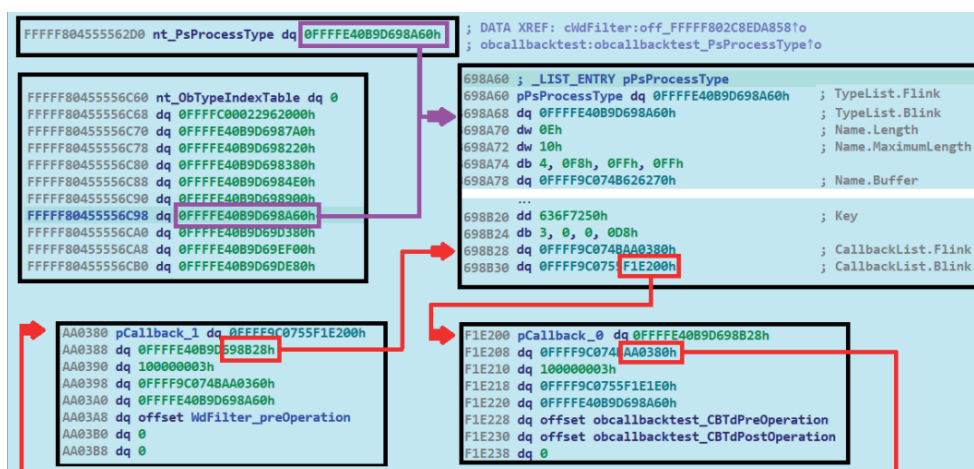 FFFFF804555562D0 nt_PsProcessType dq 0FFFFE40B9D698A60h
; DATA XREF: cWdFilter:off_FFFFF802C8EDA858↑o
; obcallbacktest:obcallbacktest_PsProcessType↑o
FFFFF80455556C60 nt_ObTypeIndexTable dq 0
FFFFF80455556C68 dq 0FFFFC00022962000h
FFFFF80455556C70 dq 0FFFFE40B9D6987A0h
FFFFF80455556C78 dq 0FFFFE40B9D698220h
FFFFF80455556C80 dq 0FFFFE40B9D698380h
FFFFF80455556C88 dq 0FFFFE40B9D6984E0h
FFFFF80455556C90 dq 0FFFFE40B9D698900h
FFFFF80455556C98 dq 0FFFFE40B9D698A60h
FFFFF80455556CA0 dq 0FFFFE40B9D69D380h
FFFFF80455556CA8 dq 0FFFFE40B9D69EF00h
FFFFF80455556CB0 dq 0FFFFE40B9D69DE80h
698A60 ; _LIST_ENTRY pPsProcessType
698A60 pPsProcessType dq 0FFFFE40B9D698A60h ; TypeList.Flink
698A68 dq 0FFFFE40B9D698A60h ; TypeList.Blink
698A70 dw 0Eh ; Name.Length
698A72 dw 10h ; Name.MaximumLength
698A74 db 4, 0F8h, 0FFh, 0FFh
698A78 dq 0FFFF9C074B626270h ; Name.Buffer
...
698B20 dd 636F7250h ; Key
698B24 db 3, 0, 0, 0D8h
698B28 dq 0FFFF9C074BAA0380h ; CallbackList.Flink
698B30 dq 0FFFF9C0755F1E200h ; CallbackList.Blink
AA0380 pCallback_1 dq 0FFFF9C0755F1E200h
AA0388 dq 0FFFFE40B9D698B28h
AA0390 dq 100000003h
AA0398 dq 0FFFF9C074BAA0360h
AA03A0 dq 0FFFFE40B9D698A60h
AA03A8 dq offset WdFilter_preOperation
AA03B0 dq 0
AA03B8 dq 0
F1E200 pCallback_0 dq 0FFFFE40B9D698B28h
F1E208 dq 0FFFF9C074BAA0380h
F1E210 dq 100000003h
F1E218 dq 0FFFF9C0755F1E1E0h
F1E220 dq 0FFFFE40B9D698A60h
F1E228 dq offset obcallbacktest_CBTdPreOperation
F1E230 dq offset obcallbacktest_CBTdPostOperation
F1E238 dq 0